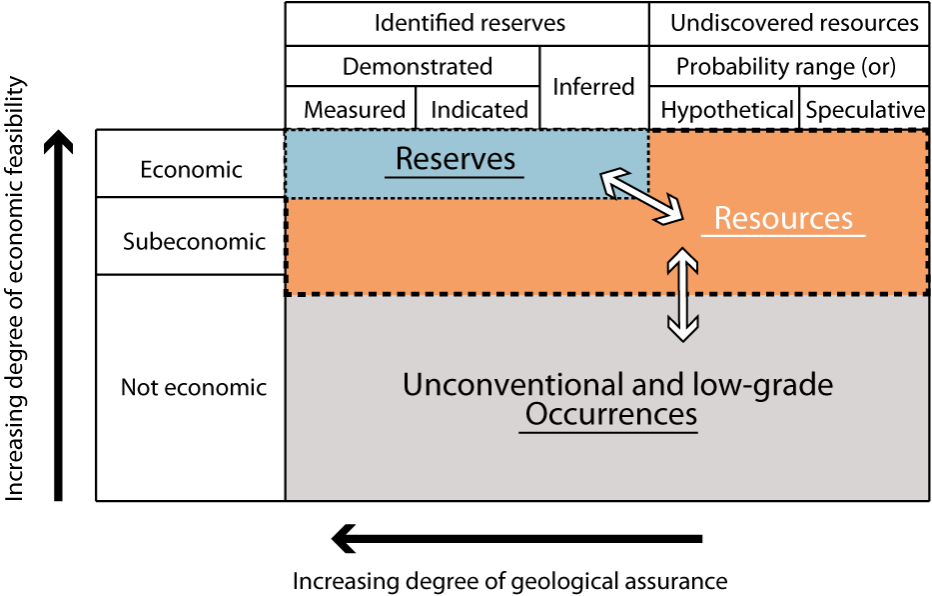 Identified reserves
Undiscovered resources
Demonstrated
Inferred
Probability range (or)
Measured
Indicated
Hypothetical
Speculative
Increasing degree of economic feasibility
Economic
Reserves
Subeconomic
Resources
Not economic
Unconventional and low-grade
Occurrences
Increasing degree of geological assurance